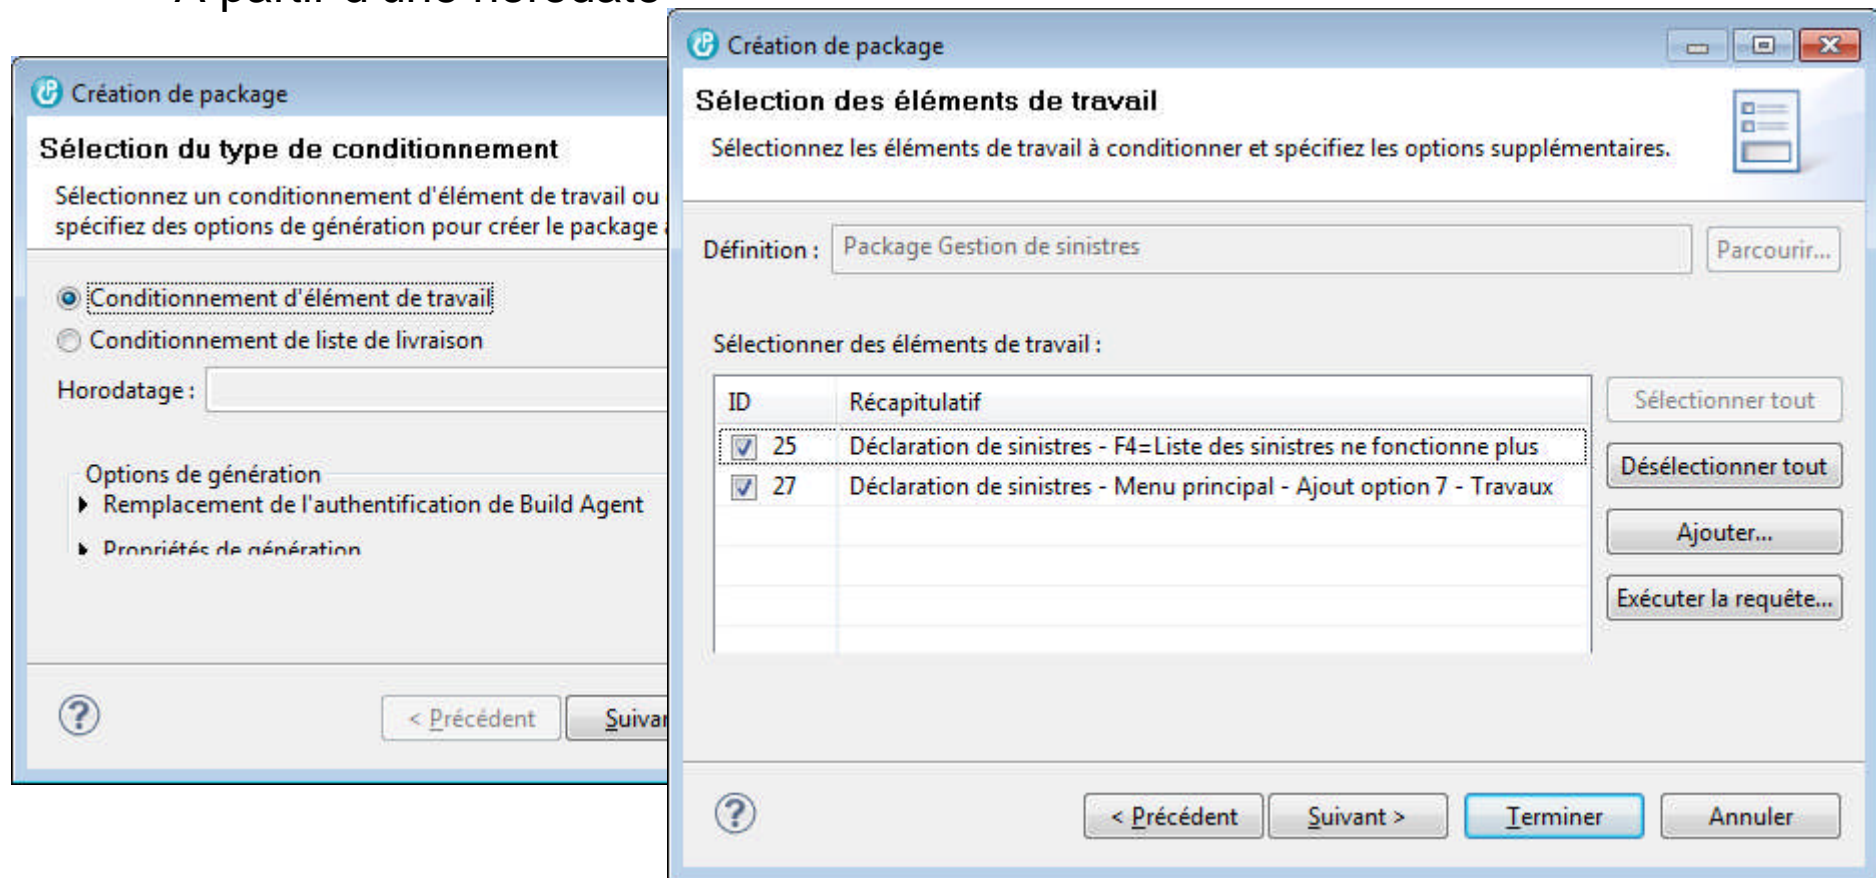 Création de package
Sélection du type de conditionnement
Sélectionnez un conditionnement d'élément de travail ou
spécifiez des options de génération pour créer le package
Conditionnement d'élément de travail
Conditionnement de liste de livraison
Horodatage :
Options de génération
Remplacement de l'authentification de Build Agent
Propriétés de génération
< Précédent
Création de package
Sélection des éléments de travail
Sélectionnez les éléments de travail à conditionner et spécifiez les options supplémentaires.
Définition : Package Gestion de sinistres Parcourir...
Sélectionner des éléments de travail :
ID Récapitulatif
25 Déclaration de sinistres - F4=Liste des sinistres ne fonctionne plus
27 Déclaration de sinistres - Menu principal - Ajout option 7 - Travaux
Sélectionner tout
Désélectionner tout
Ajouter...
Exécuter la requête...
< Précédent Suivant > Terminer Annuler